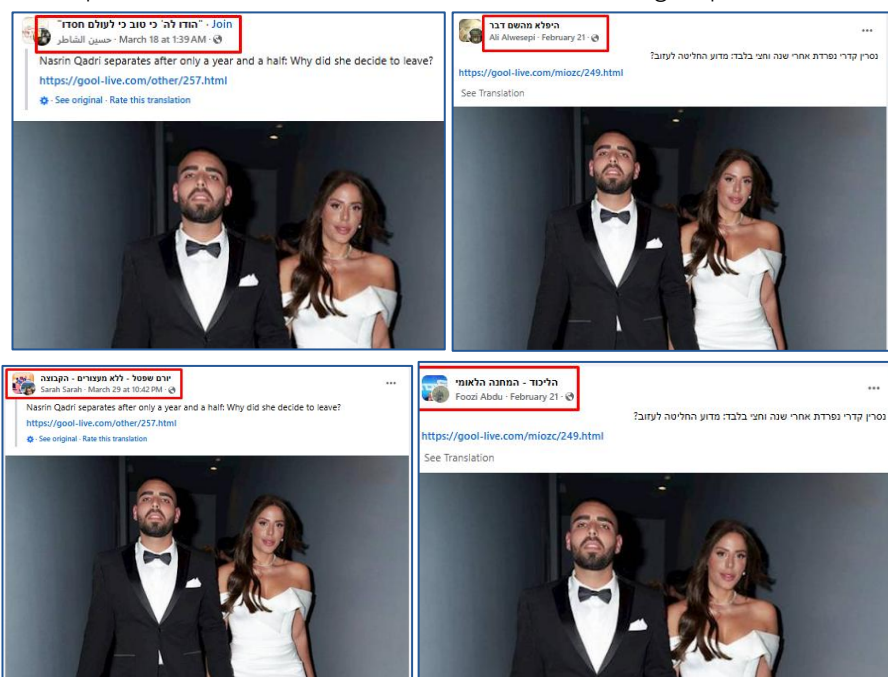 "הודו לה' כי טוב כי לעולם חסדו" · Join
حسين الشاطر · March 18 at 1:39 AM ·
Nasrin Qadri separates after only a year and a half: Why did she decide to leave?
https://gool-live.com/other/257.html
· See original · Rate this translation
היפלא מהשם דבר
Ali Alwesepi · February 21 ·
נסרין קדרי נפרדת אחרי שנה וחצי בלבד: מדוע החליטה לעזוב?
https://gool-live.com/miozc/249.html
See Translation
יורם שפטל - ללא מעצורים - הקבוצה
Sarah Sarah · March 29 at 10:42 PM ·
Nasrin Qadri separates after only a year and a half: Why did she decide to leave?
https://gool-live.com/other/257.html
· See original · Rate this translation
הליכוד - המחנה הלאומי
Foozi Abdu · February 21 ·
נסרין קדרי נפרדת אחרי שנה וחצי בלבד: מדוע החליטה לעזוב?
https://gool-live.com/miozc/249.html
See Translation